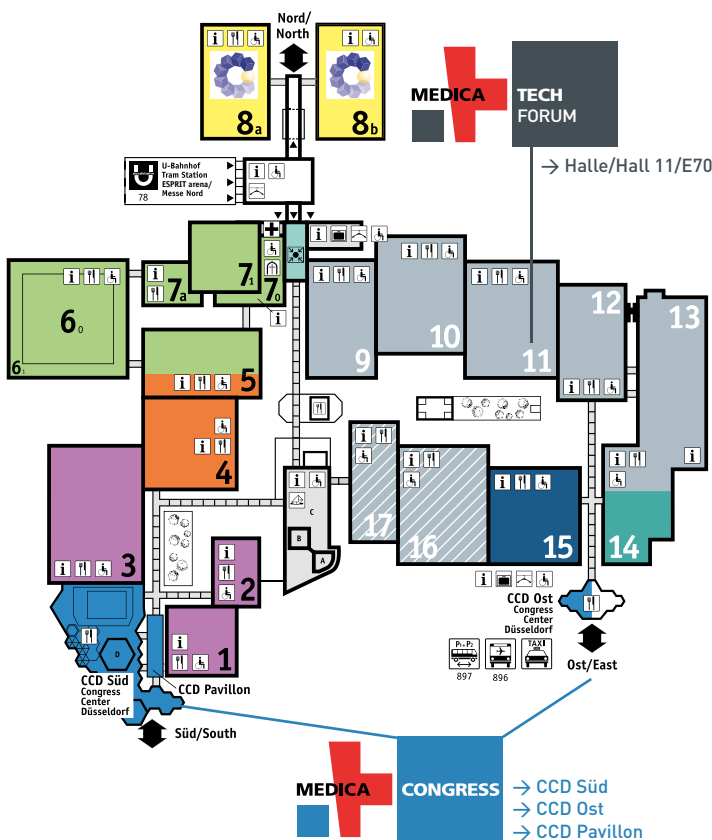 Nord/
North
8a
8b
MEDICA
TECH
FORUM
→ Halle/Hall 11/E70
U-Bahnhof
Tram Station
ESPRIT arena/
Messe Nord
78
7a
71
70
60
61
9
10
11
12
13
5
4
3
2
1
C
B
A
17
16
15
14
CCD Ost
Congress
Center
Düsseldorf
P1-P2
TAXI
897
896
Ost/East
D
CCD Süd
Congress
Center
Düsseldorf
CCD Pavillon
Süd/South
MEDICA
CONGRESS
→ CCD Süd
→ CCD Ost
→ CCD Pavillon